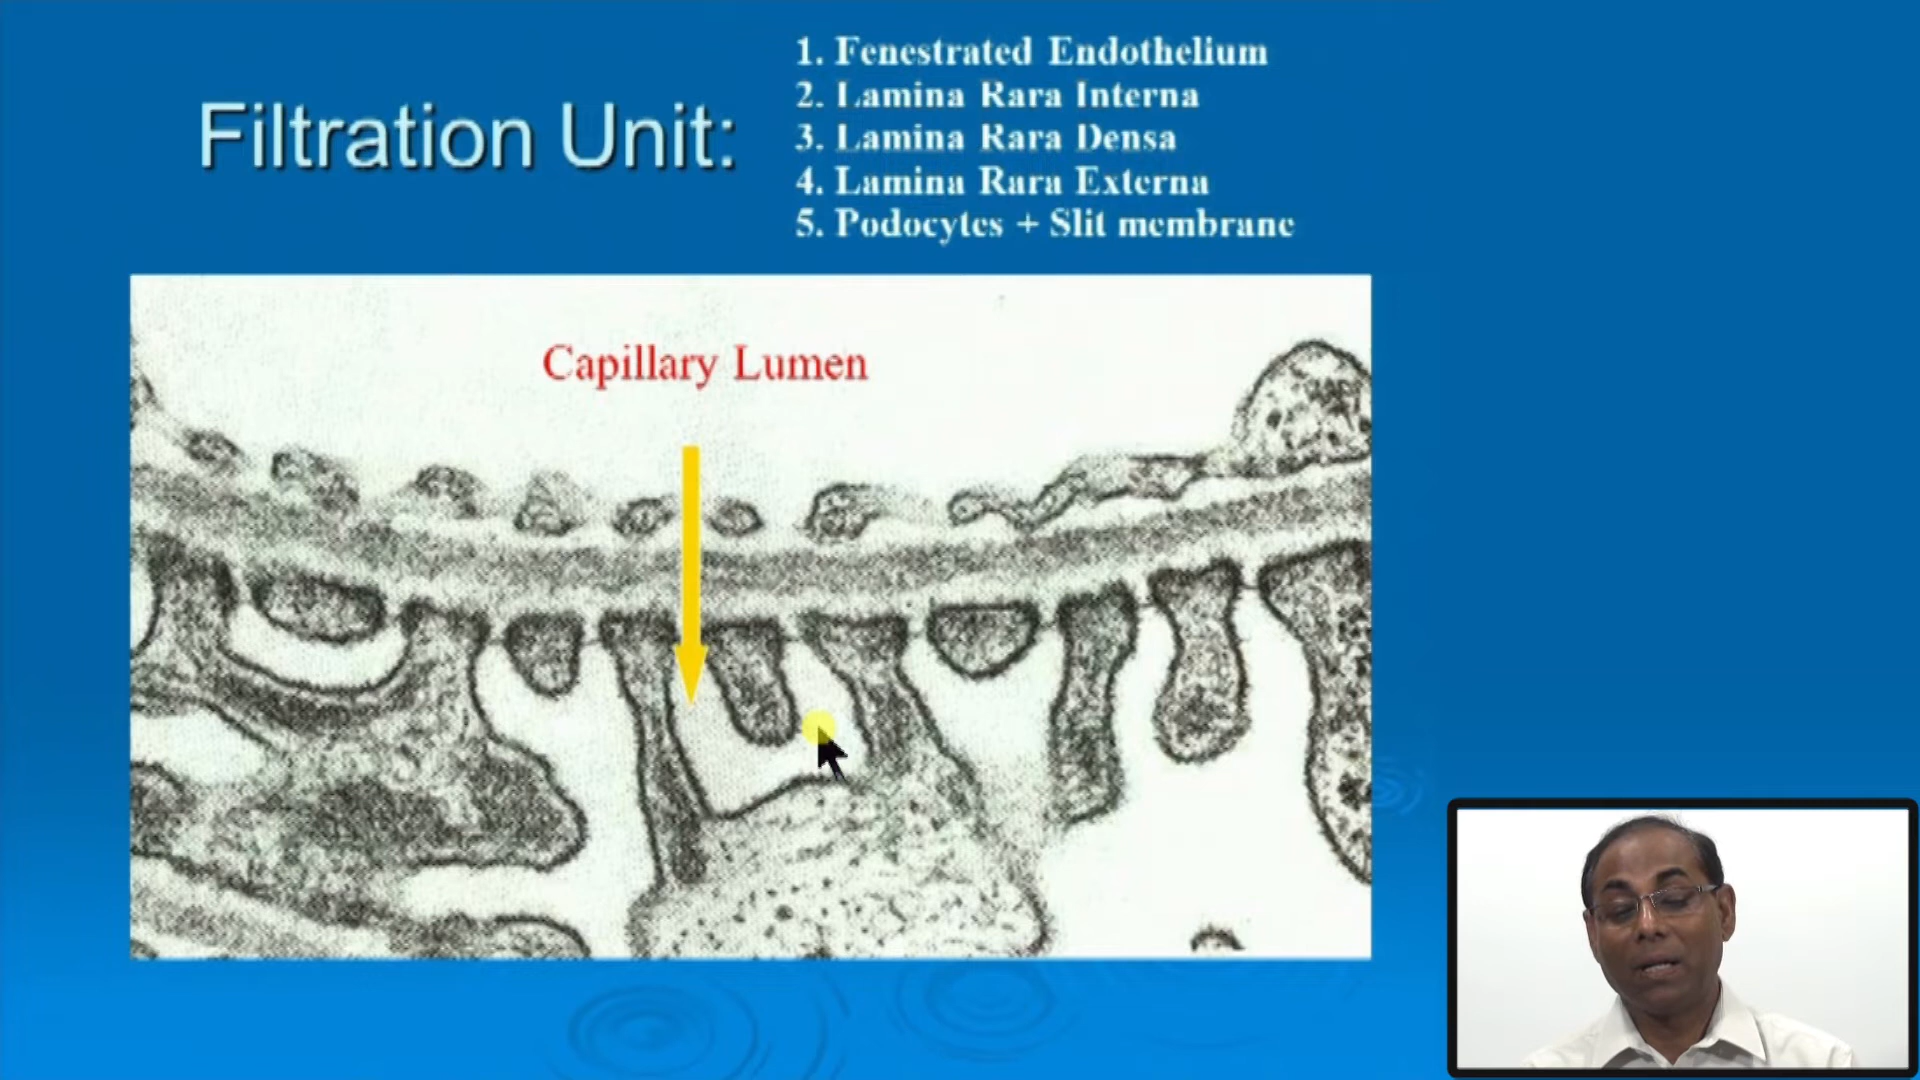 Filtration Unit:
1. Fenestrated Endothelium
2. Lamina Rara Interna
3. Lamina Rara Densa
4. Lamina Rara Externa
5. Podocytes + Slit membrane
Capillary Lumen